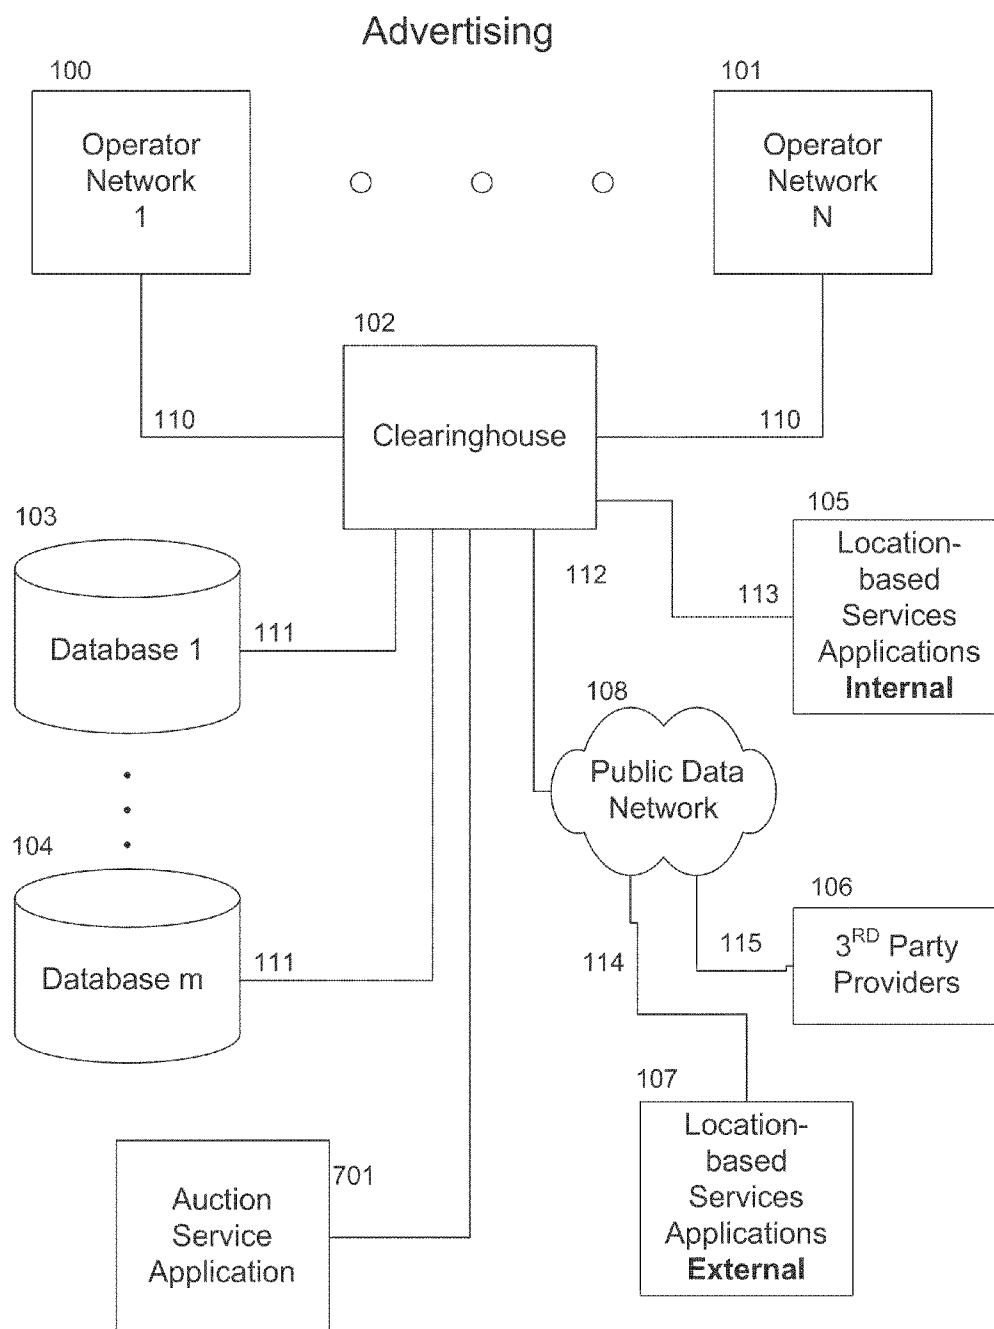 Advertising
100
101
Operator
Network
1
Operator
Network
N
102
110
Clearinghouse
110
103
105
Location-
based
Services
Applications
Internal
112
113
Database 1
111
108
Public Data
Network
104
106
Database m
111
114
115
3RD Party
Providers
107
Location-
based
Services
Applications
External
701
Auction
Service
Application